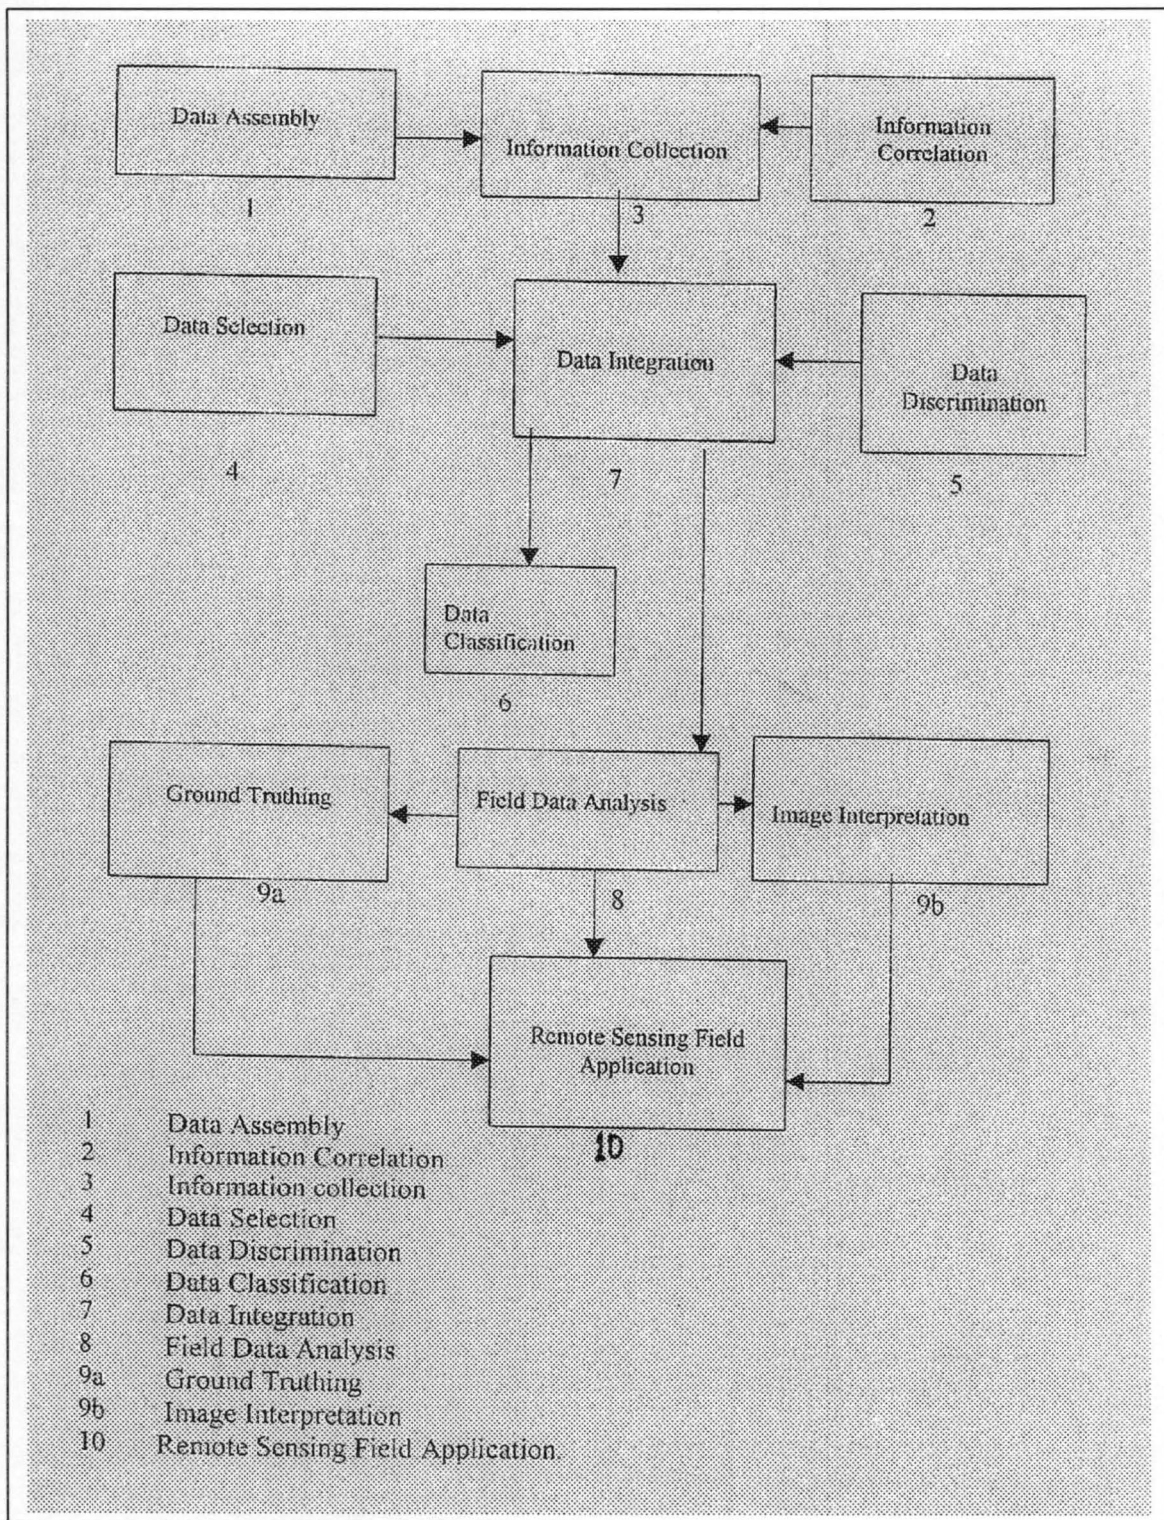 Data Assembly
Information Collection
Information
Correlation
1
3
2
Data Selection
Data Integration
Data
Discrimination
4
7
5
Data
Classification
6
Ground Truthing
Field Data Analysis
Image Interpretation
9a
8
9b
Remote Sensing Field
Application
10
1 Data Assembly
2 Information Correlation
3 Information collection
4 Data Selection
5 Data Discrimination
6 Data Classification
7 Data Integration
8 Field Data Analysis
9a Ground Truthing
9b Image Interpretation
10 Remote Sensing Field Application.